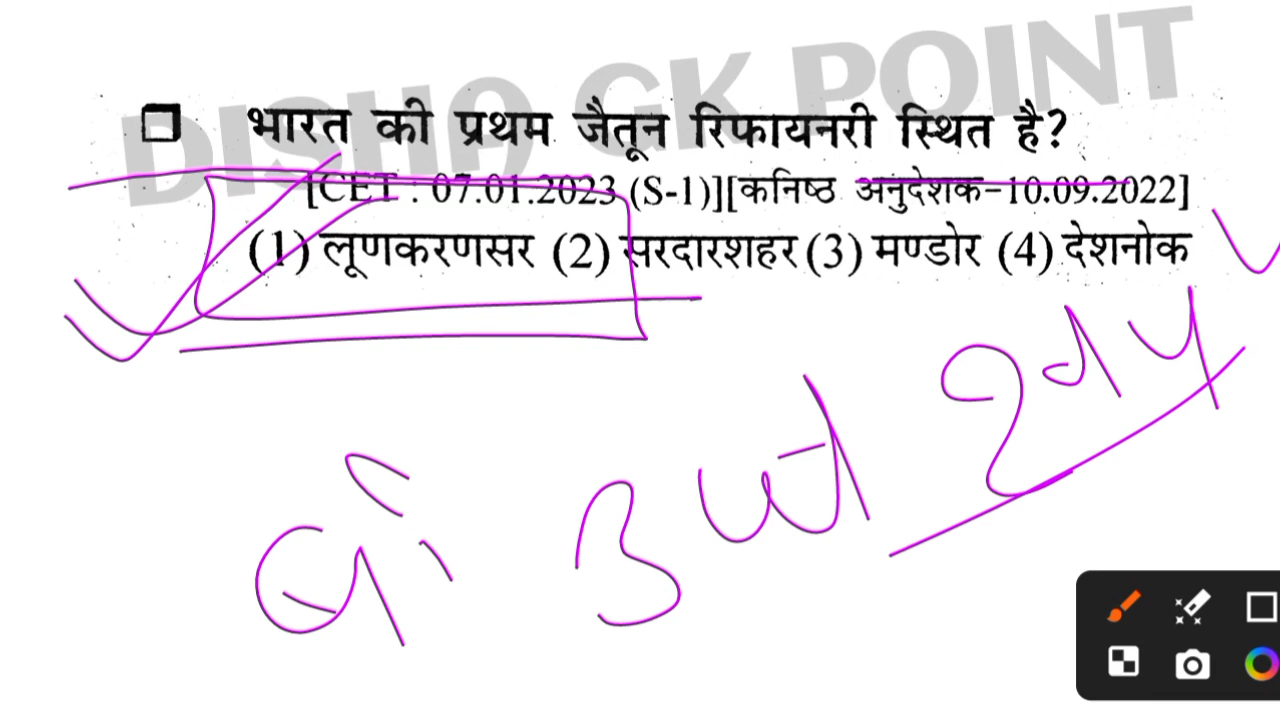 DISHA GK POINT
भारत की प्रथम जैतून रिफायनरी स्थित है?
[CET : 07.01.2023 (S-1)][कनिष्ठ अनुदेशक-10.09.2022]
(1) लूणकरणसर (2) सरदारशहर (3) मण्डोर (4) देशनोक